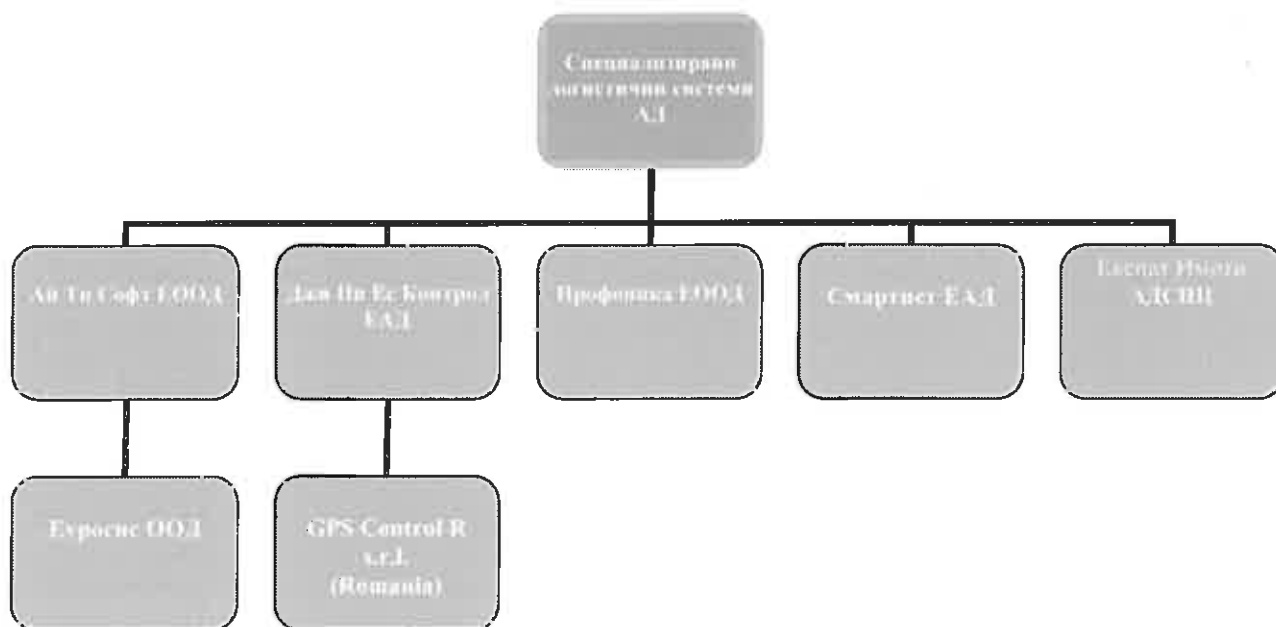 Специализирани
логистични системи
АД
Ай Ти Софт ЕООД
Джи Пи Ес Контрол
ЕАД
Профоника ЕООД
Смартнет ЕАД
Експат Имоти
АДСИЦ
Евросис ООД
GPS Control-R
s.r.l.
(Romania)